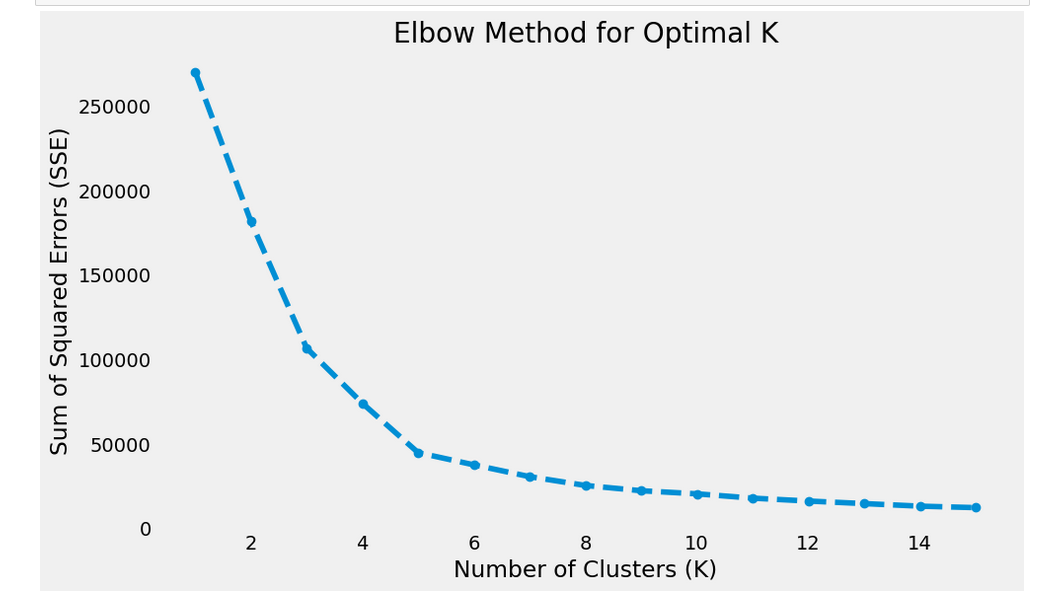 Elbow Method for Optimal K
250000
200000
150000
100000
50000
0
Sum of Squared Errors (SSE)
2 4 6 8 10 12 14
Number of Clusters (K)